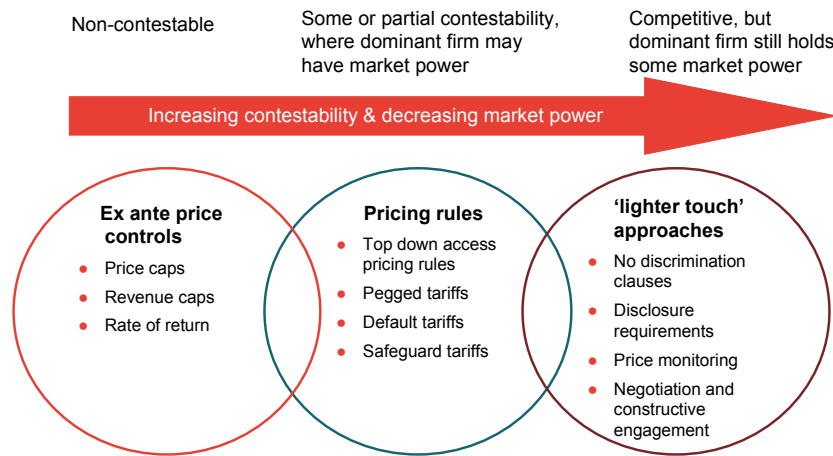 Non-contestable
Some or partial contestability,
where dominant firm may
have market power
Competitive, but
dominant firm still holds
some market power
Increasing contestability & decreasing market power
Ex ante price
controls
• Price caps
• Revenue caps
• Rate of return
Pricing rules
• Top down access
pricing rules
• Pegged tariffs
• Default tariffs
• Safeguard tariffs
‘lighter touch’
approaches
• No discrimination
clauses
• Disclosure
requirements
• Price monitoring
• Negotiation and
constructive
engagement